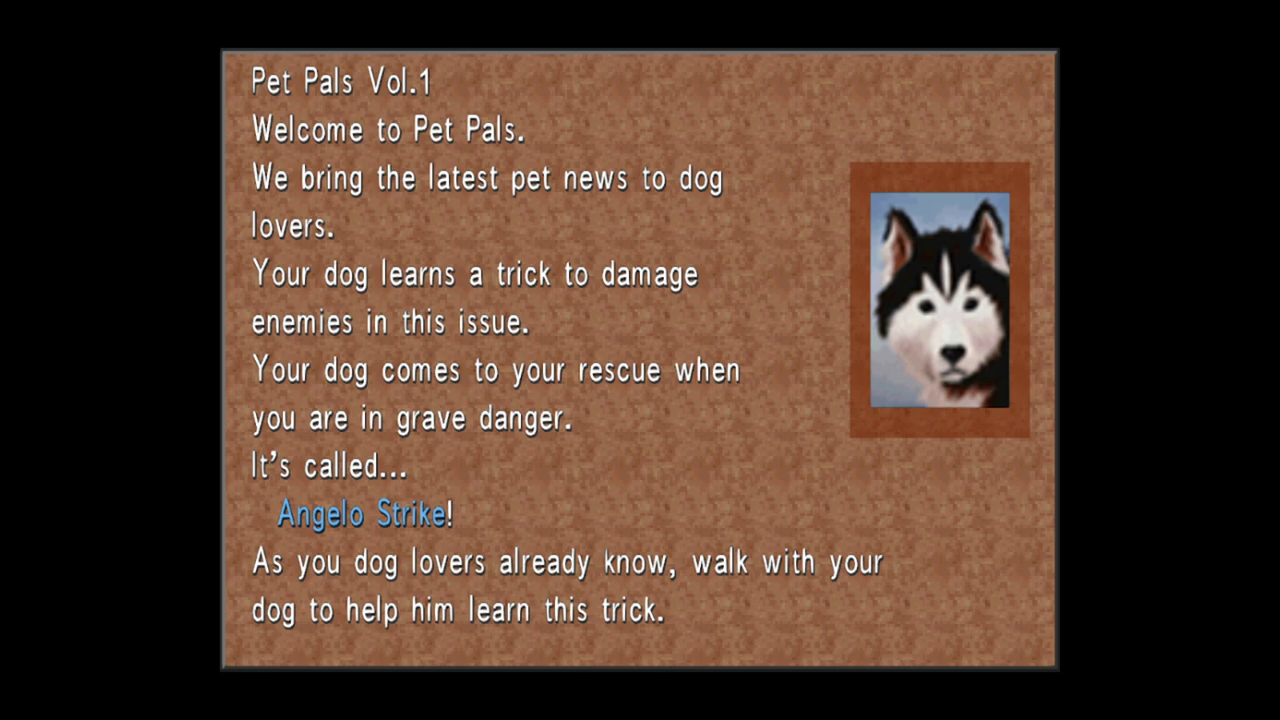 Pet Pals Vol.1
Welcome to Pet Pals.
We bring the latest pet news to dog
lovers.
Your dog learns a trick to damage
enemies in this issue.
Your dog comes to your rescue when
you are in grave danger.
It's called...
Angelo Strike!
As you dog lovers already know, walk with your
dog to help him learn this trick.